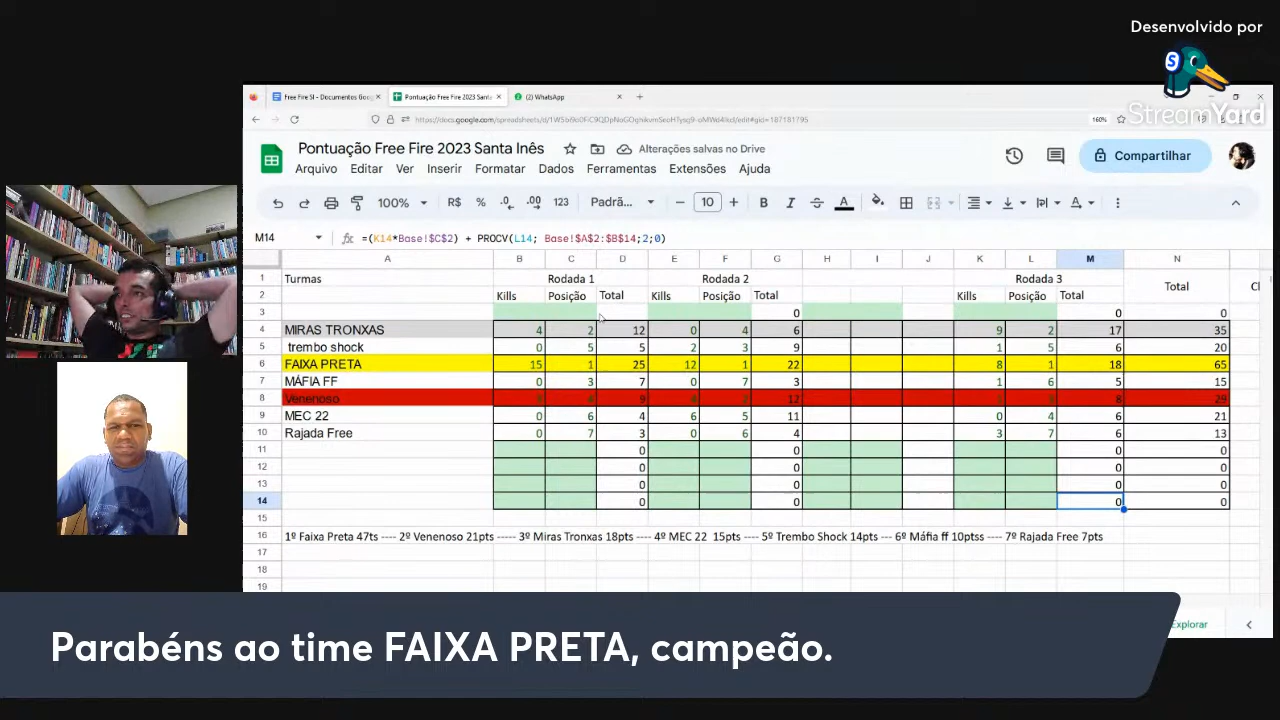 Desenvolvido por
StreamYard
Free Fire SI - Documentos Goo
Pontuação Free Fire 2023 Santa
(2) WhatsApp
160%
Pontuação Free Fire 2023 Santa Inês
Alterações salvas no Drive
Arquivo Editar Ver Inserir Formatar Dados Ferramentas Extensões Ajuda
Compartilhar
100% R$ % .0 .00 123 Padrã... 10 B I A
M14 fx =(K14*Base!$C$2) + PROCV(L14; Base!$A$2:$B$14;2;0)
A B C D E F G H I J K L M N
1 Turmas Rodada 1 Rodada 2 Rodada 3 Total
2 Kills Posição Total Kills Posição Total Kills Posição Total
3 0 0 0
4 MIRAS TRONXAS 4 2 12 0 4 6 9 2 17 35
5 trembo shock 0 5 5 2 3 9 1 5 6 20
6 FAIXA PRETA 15 1 25 12 1 22 8 1 18 65
7 MÁFIA FF 0 3 7 0 7 3 1 6 5 15
8 Venenoso 4 9 4 2 12 8 29
9 MEC 22 0 6 4 6 5 11 0 4 6 21
10 Rajada Free 0 7 3 0 6 4 3 7 6 13
11 0 0 0 0
12 0 0 0 0
13 0 0 0 0
14 0 0 0 0
15
16 1º Faixa Preta 47ts ---- 2º Venenoso 21pts ----- 3º Miras Tronxas 18pts ---- 4º MEC 22 15pts ---- 5º Trembo Shock 14pts --- 6º Máfia ff 10ptss ---- 7º Rajada Free 7pts
17
18
19
Explorar
Parabéns ao time FAIXA PRETA, campeão.